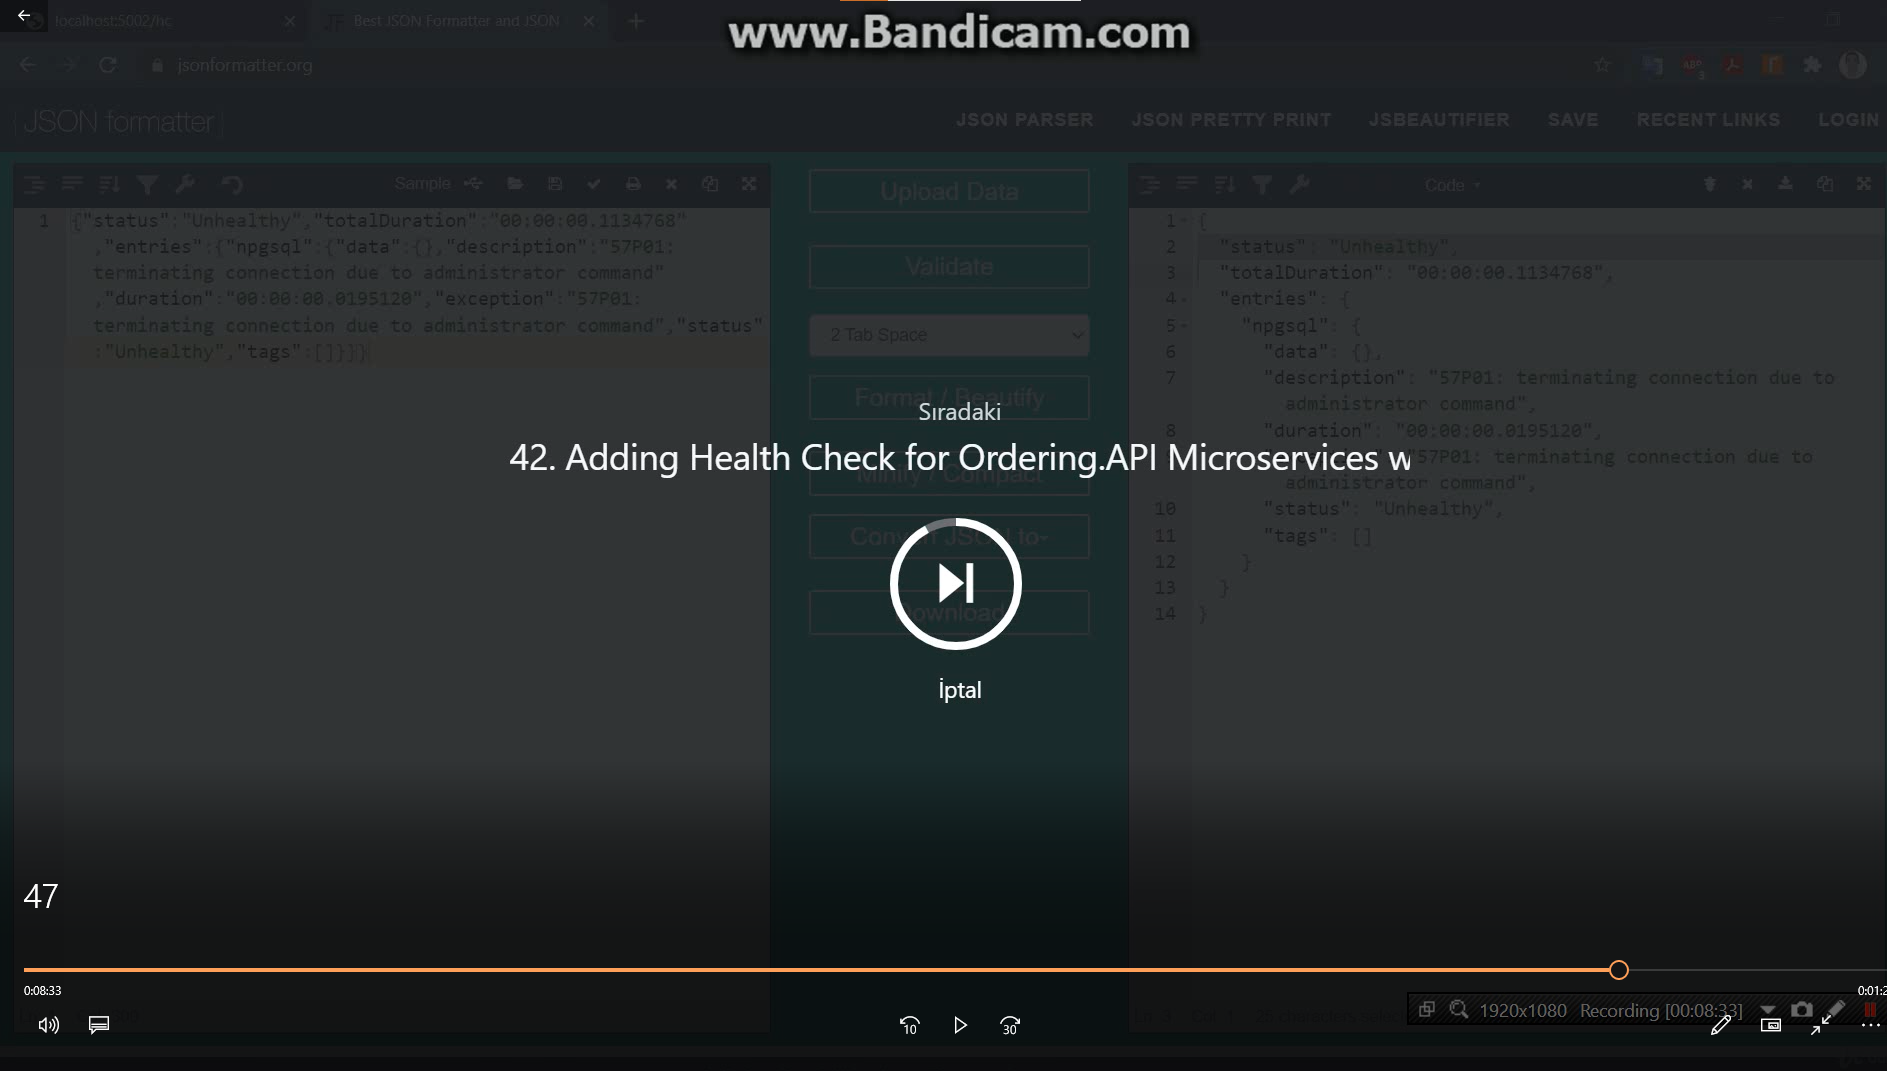 localhost:5002/hc
Best JSON Formatter and JSON
www.Bandicam.com
jsonformatter.org
ABP
3
JSON formatter
JSON PARSER
JSON PRETTY PRINT
JSBEAUTIFIER
SAVE
RECENT LINKS
LOGIN
Sample
1 {"status":"Unhealthy","totalDuration":"00:00:00.1134768"
,"entries":{"npgsql":{"data":{},"description":"57P01:
terminating connection due to administrator command"
,"duration":"00:00:00.0195120","exception":"57P01:
terminating connection due to administrator command","status"
:"Unhealthy","tags":[]}}}
Upload Data
Validate
2 Tab Space
Format / Beautify
Minify / Compact
Convert JSON to
Download
Code
1 {
2 "status": "Unhealthy",
3 "totalDuration": "00:00:00.1134768",
4 "entries": {
5 "npgsql": {
6 "data": {},
7 "description": "57P01: terminating connection due to
administrator command",
8 "duration": "00:00:00.0195120",
"57P01: terminating connection due to
administrator command",
10 "status": "Unhealthy",
11 "tags": []
12 }
13 }
14 }
Sıradaki
42. Adding Health Check for Ordering.API Microservices w
İptal
47
0:08:33
0:01:2
10
30
1920x1080 Recording [00:08:33]